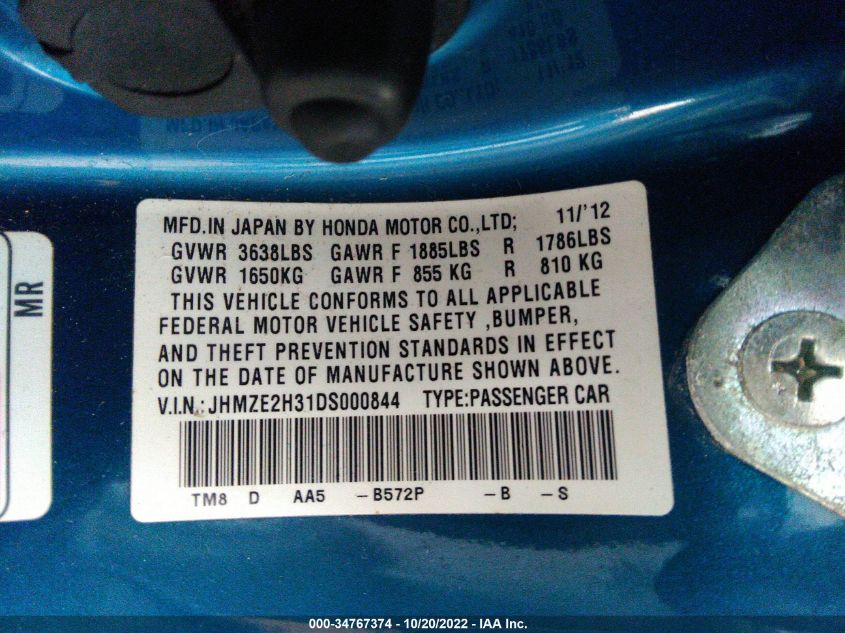 MFD.IN JAPAN BY HONDA MOTOR CO.,LTD; 11/'12
GVWR 3638LBS GAWR F 1885LBS R 1786LBS
GVWR 1650KG GAWR F 855 KG R 810 KG
THIS VEHICLE CONFORMS TO ALL APPLICABLE
FEDERAL MOTOR VEHICLE SAFETY ,BUMPER,
AND THEFT PREVENTION STANDARDS IN EFFECT
ON THE DATE OF MANUFACTURE SHOWN ABOVE.
V.I.N.:JHMZE2H31DS000844 TYPE:PASSENGER CAR
TM8 D AA5 -B572P -B -S
MR
000-34767374 - 10/20/2022 - IAA Inc.